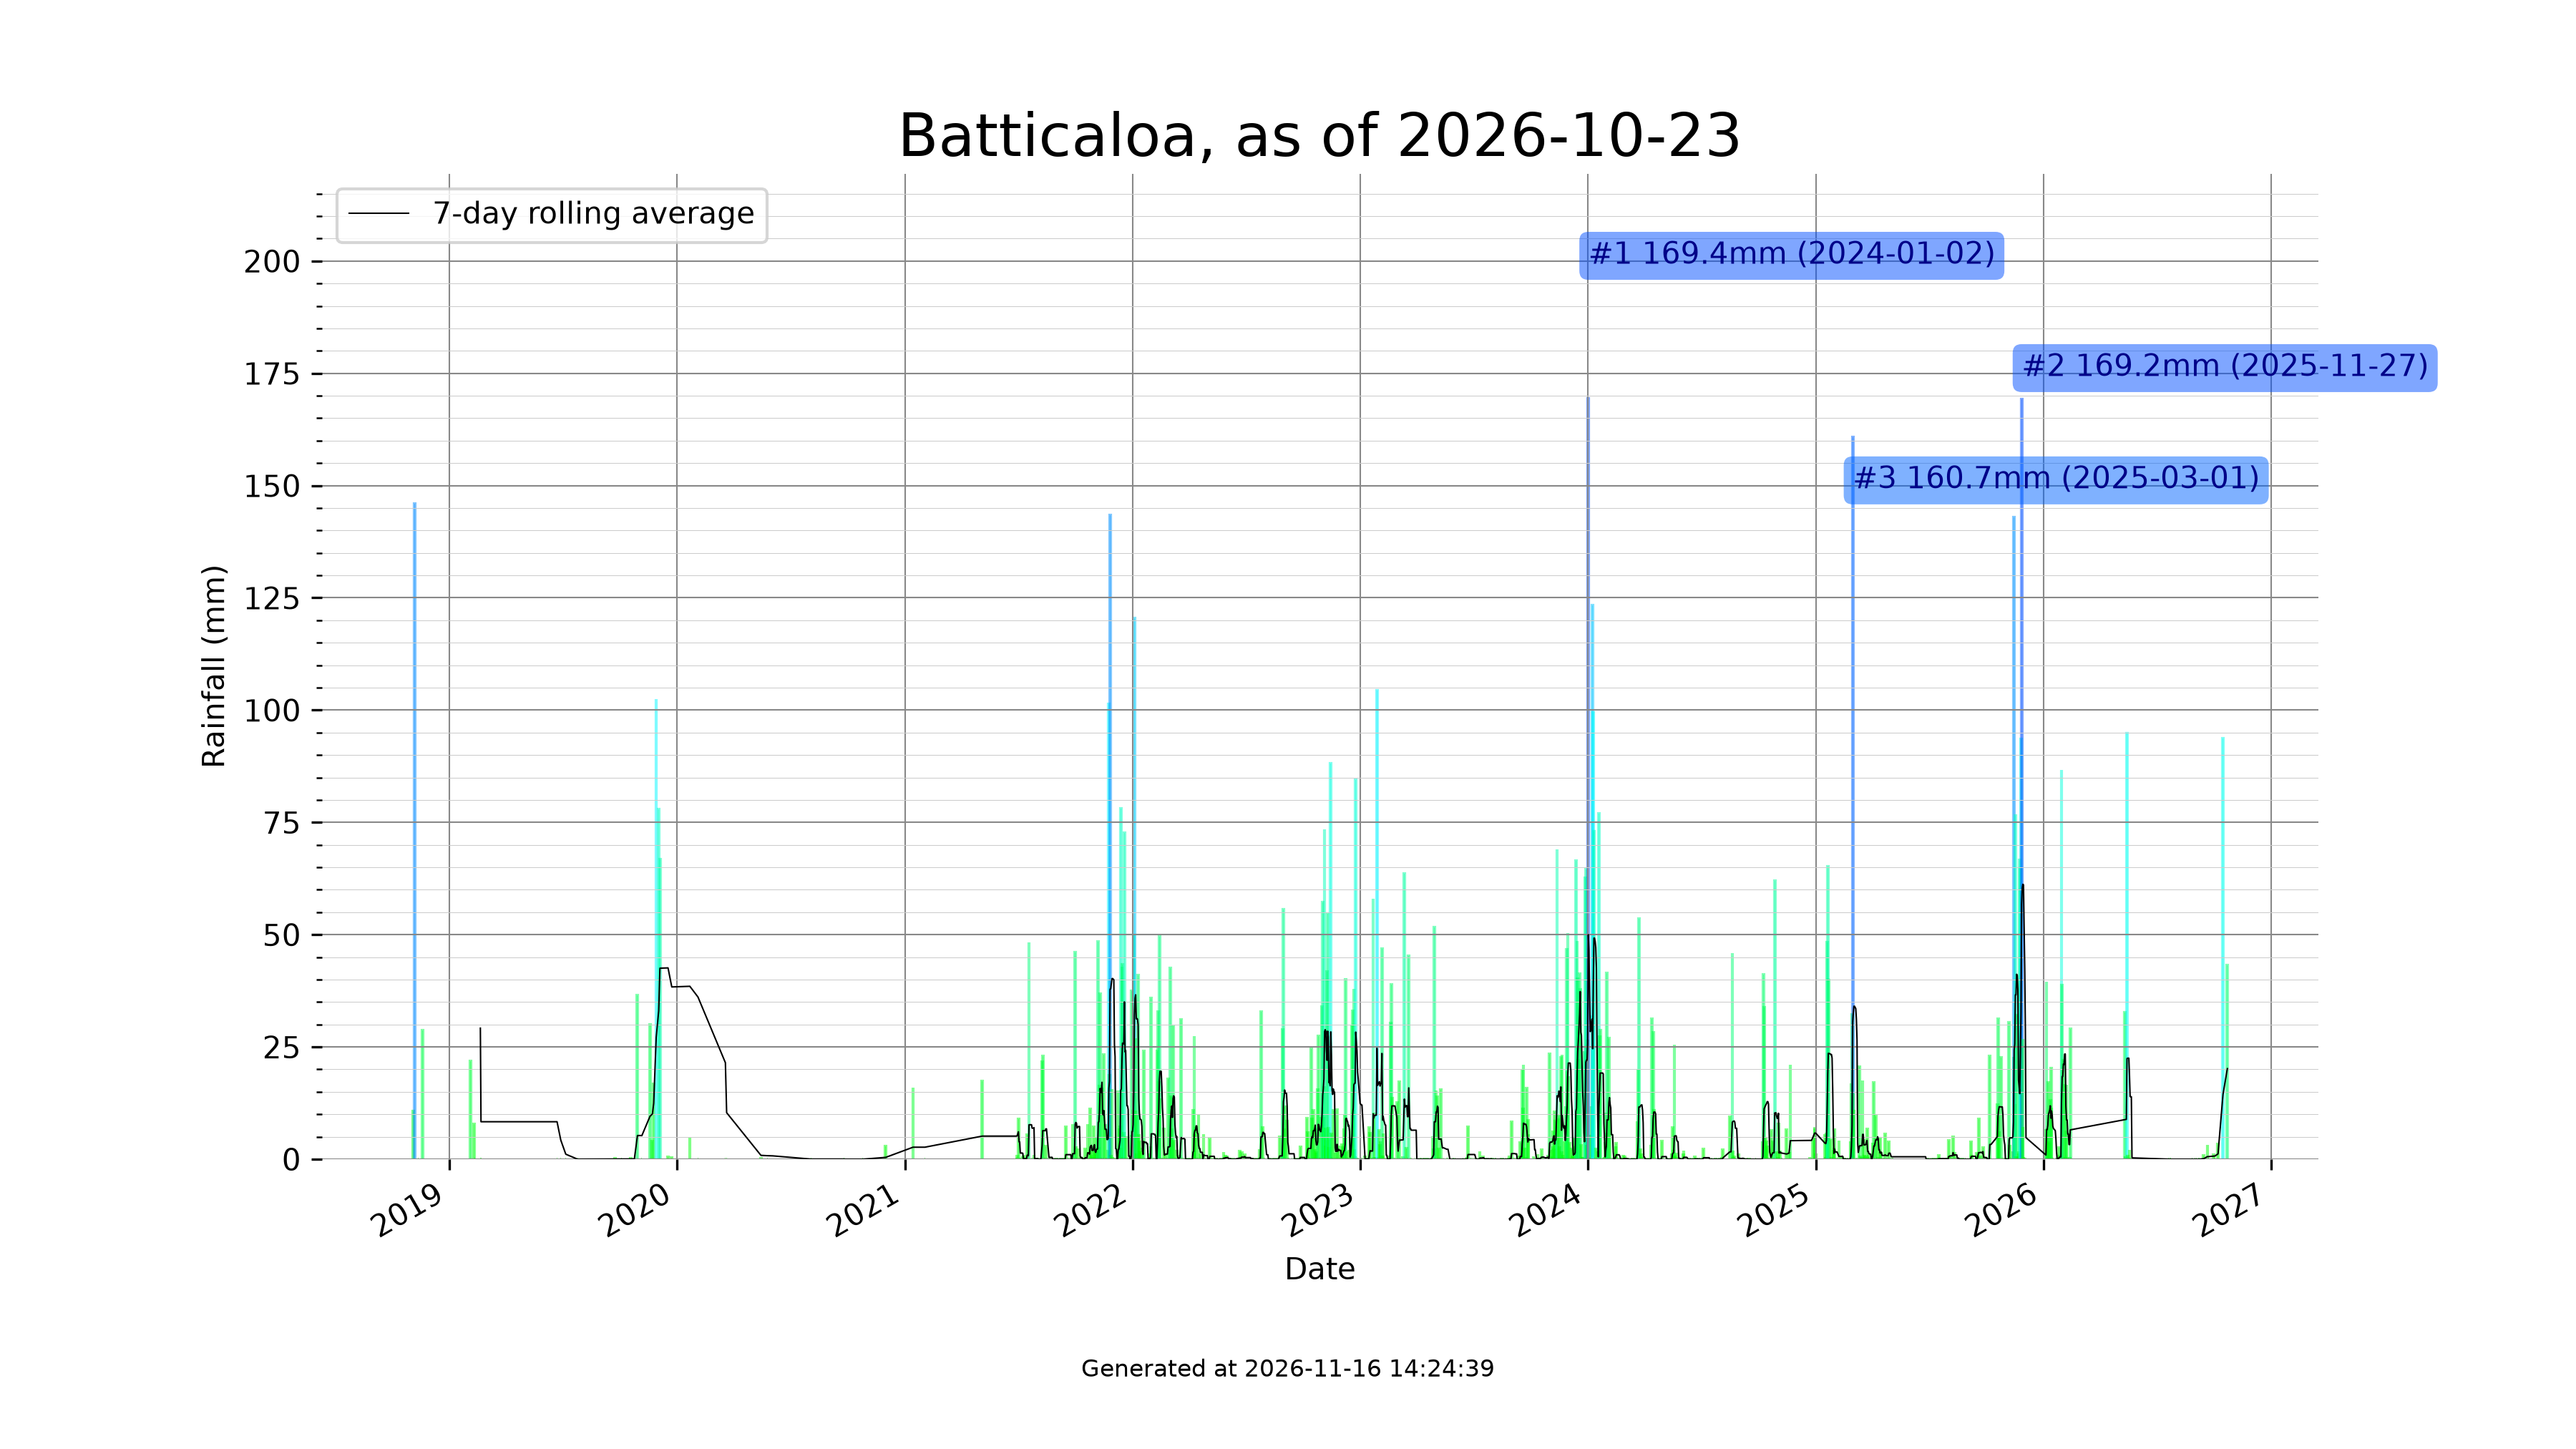 Batticaloa, as of 2026-10-23
7-day rolling average
#1 169.4mm (2024-01-02)
#2 169.2mm (2025-11-27)
#3 160.7mm (2025-03-01)
Rainfall (mm)
200
175
150
125
100
75
50
25
0
2019
2020
2021
2022
2023
2024
2025
2026
2027
Date
Generated at 2026-11-16 14:24:39